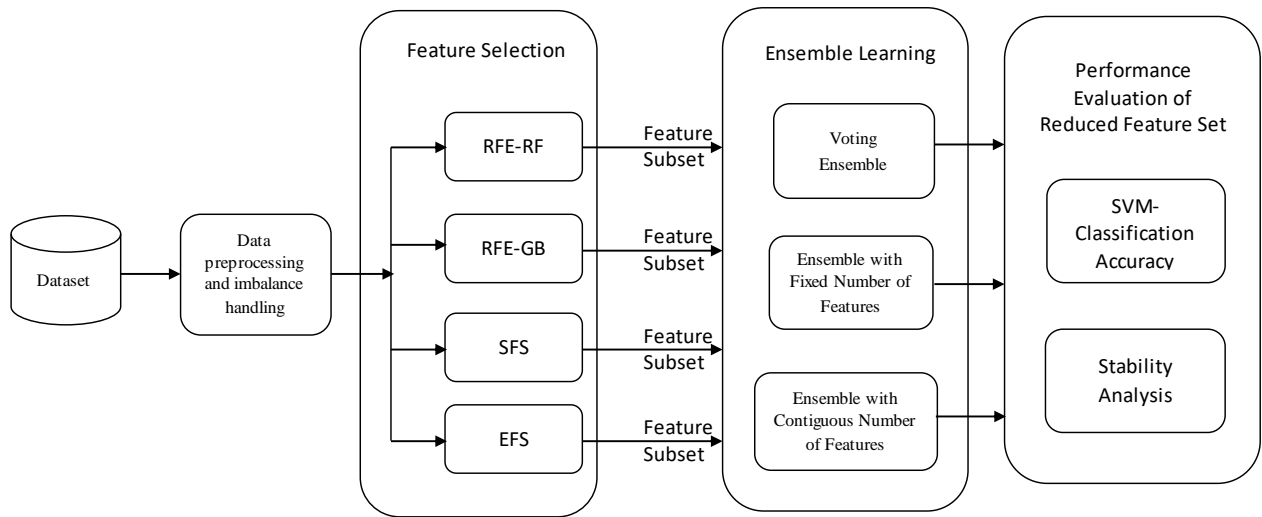 Dataset
Data
preprocessing
and imbalance
handling
Feature Selection
RFE-RF
RFE-GB
SFS
EFS
Feature
Subset
Feature
Subset
Feature
Subset
Feature
Subset
Ensemble Learning
Voting
Ensemble
Ensemble with
Fixed Number of
Features
Ensemble with
Contiguous Number
of Features
Performance
Evaluation of
Reduced Feature Set
SVM-
Classification
Accuracy
Stability
Analysis